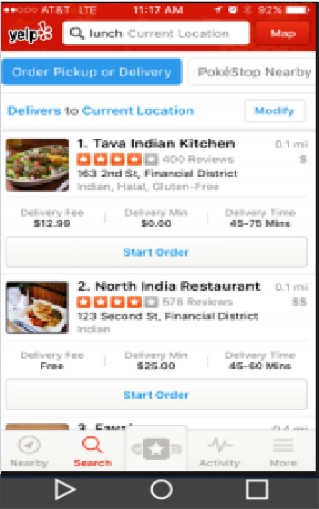 AT&T LTE 11:17 AM 92%
yelp lunch Current Location Map
Order Pickup or Delivery PokéStop Nearby
Delivers to Current Location Modify
1. Tava Indian Kitchen 0.1 mi
400 Reviews $
163 2nd St, Financial District
Indian, Halal, Gluten-Free
Delivery Fee Delivery Min Delivery Time
$12.99 $0.00 45-75 Mins
Start Order
2. North India Restaurant 0.1 mi
578 Reviews $$
123 Second St, Financial District
Indian
Delivery Fee Delivery Min Delivery Time
Free $25.00 45-60 Mins
Start Order
3. 0.4 mi
Nearby Search Activity More